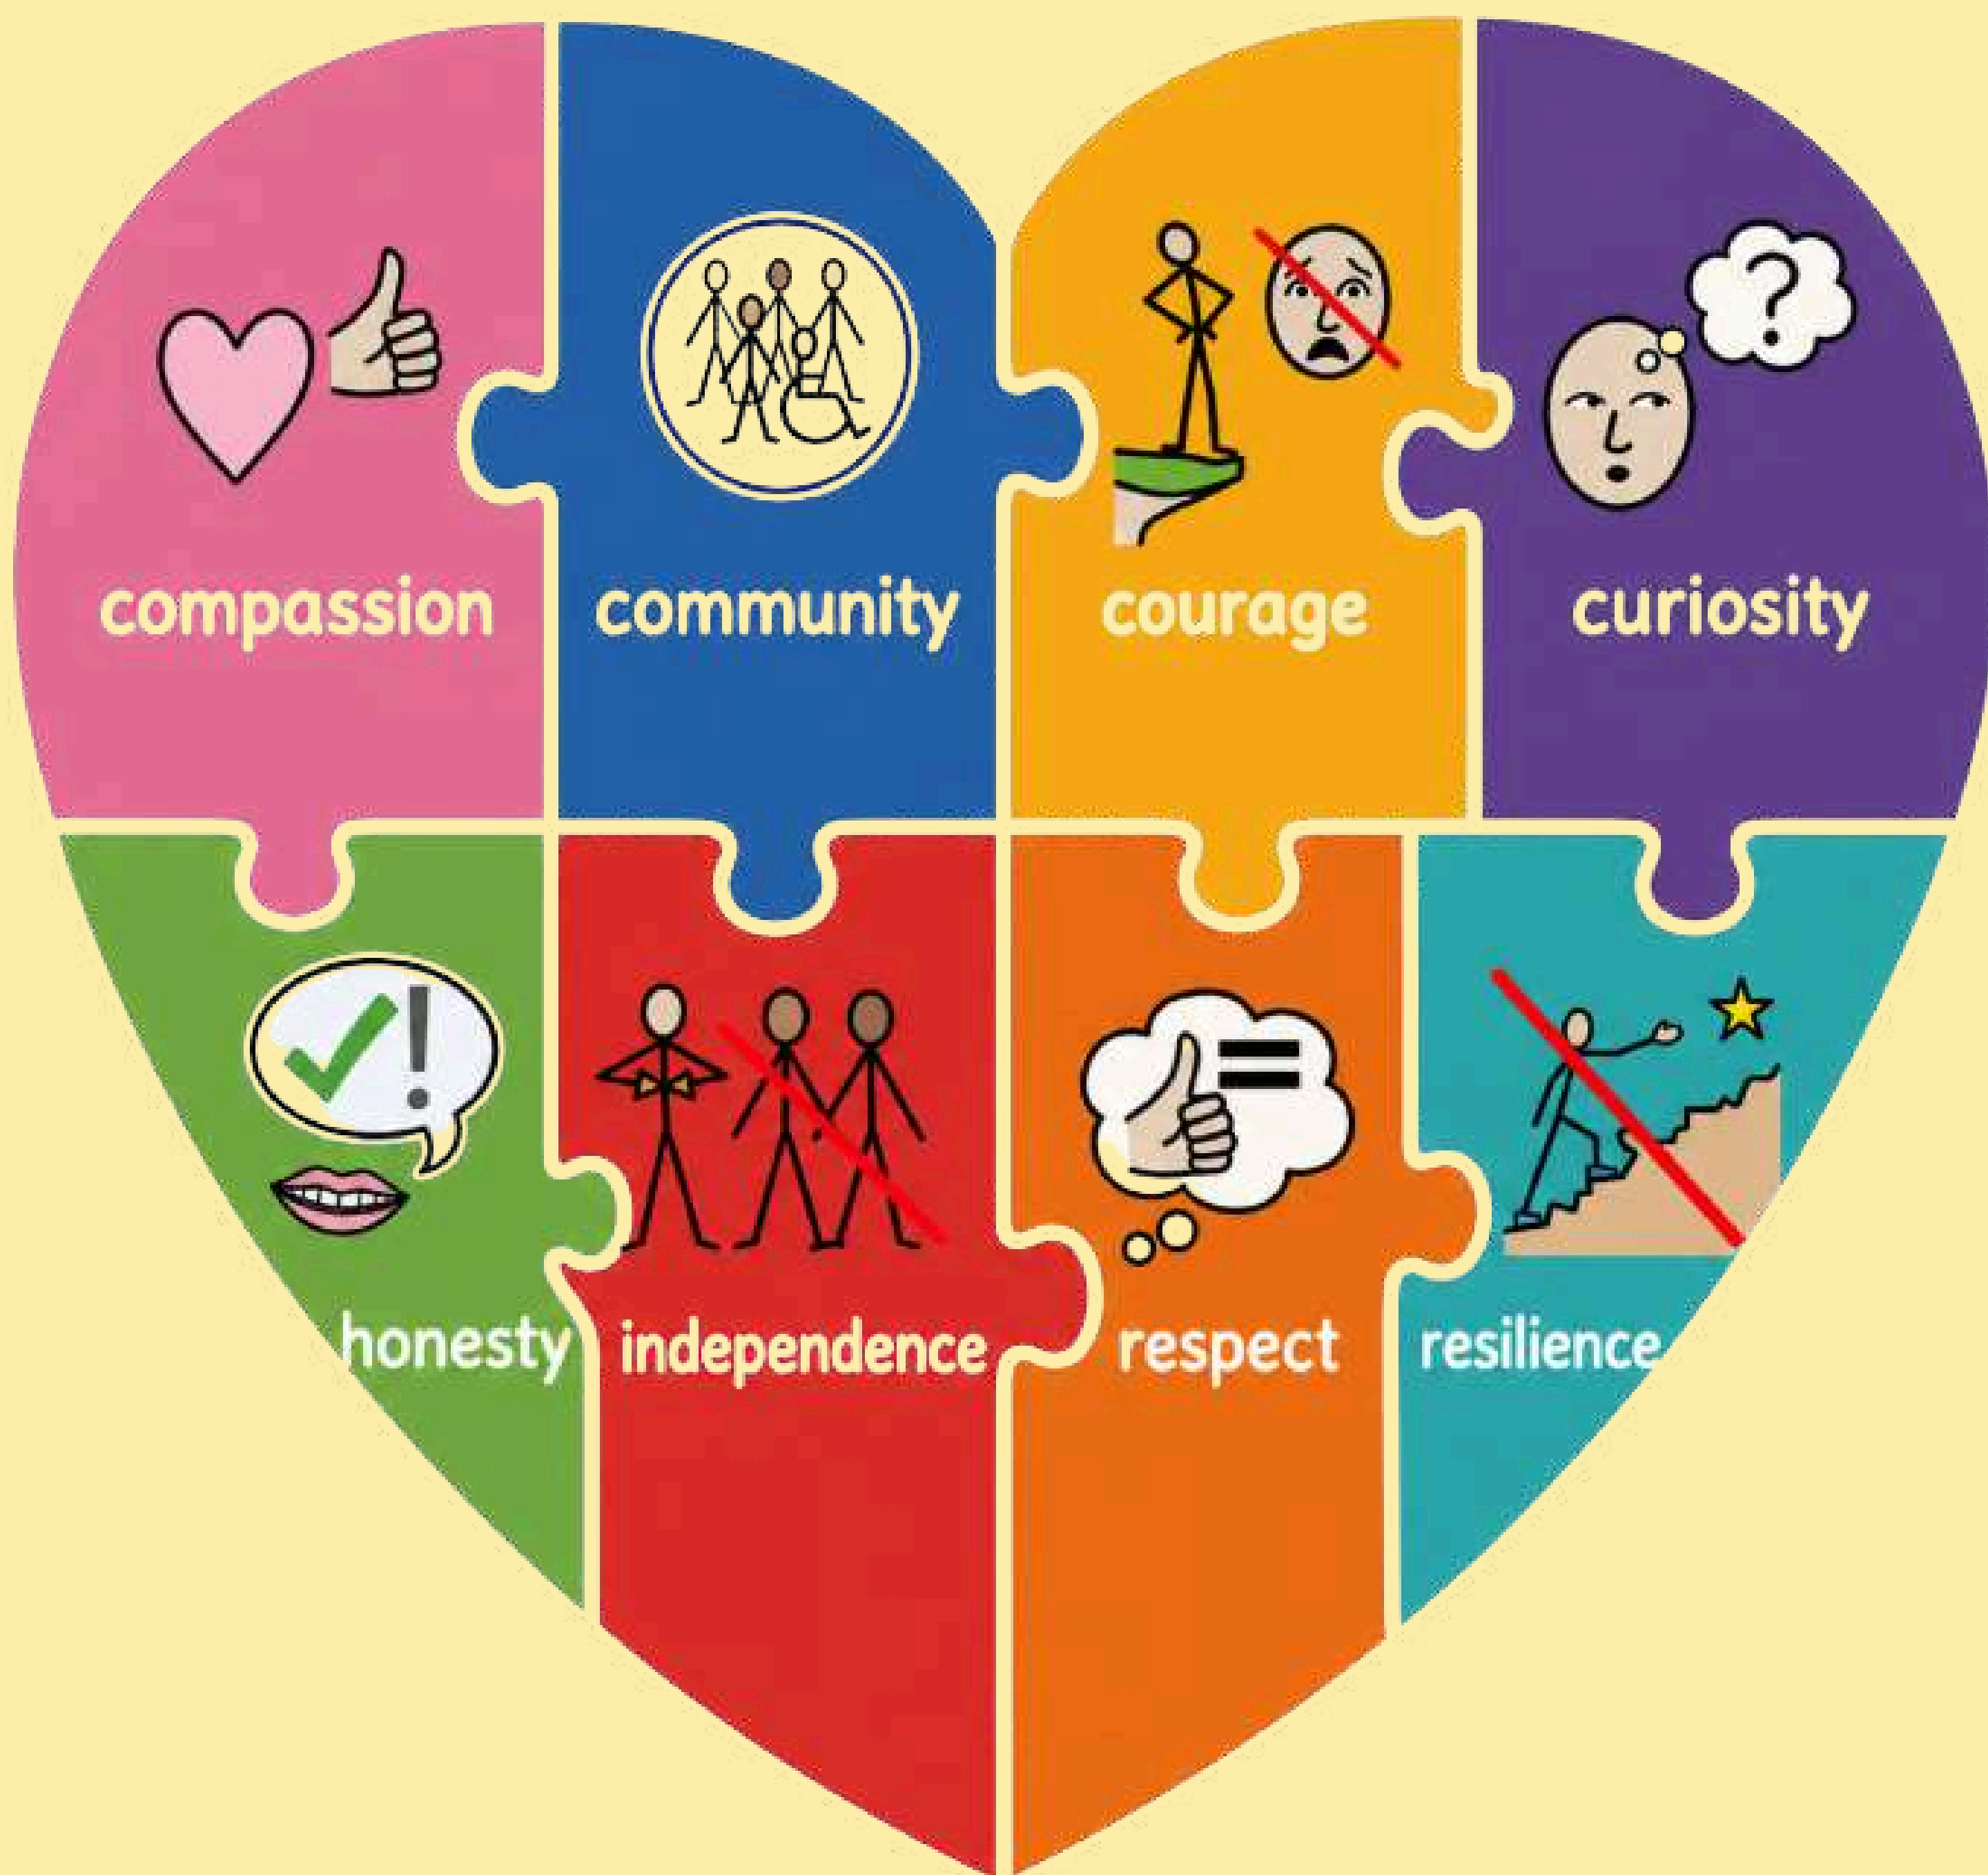 ?
compassion
community
courage
curiosity
!
=
honesty
independence
respect
resilience